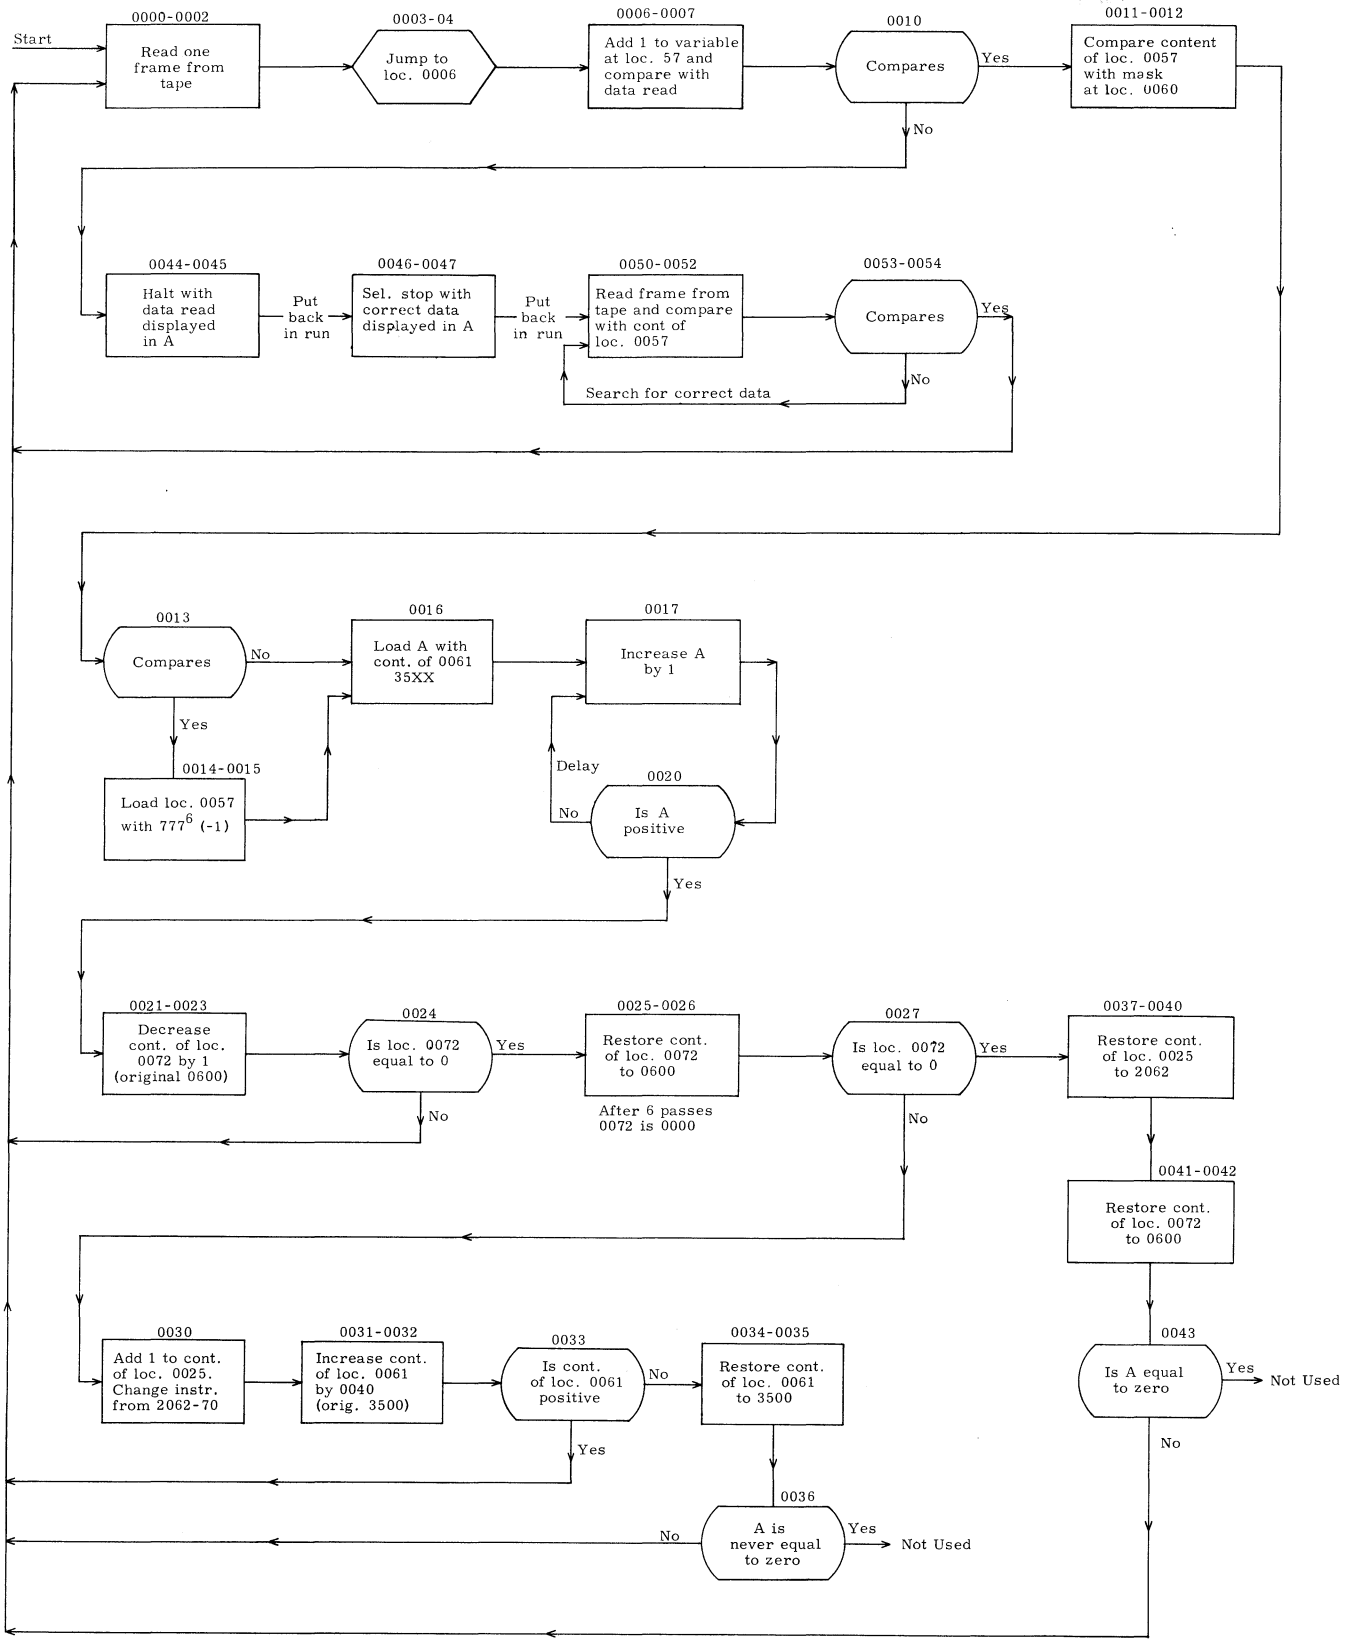 0000-0002
0003-04
0006-0007
0010
0011-0012
Start
Read one
frame from
tape
Jump to
loc. 0006
Add 1 to variable
at loc. 57 and
compare with
data read
Compares
Yes
Compare content
of loc. 0057
with mask
at loc. 0060
No
0044-0045
0046-0047
0050-0052
0053-0054
Halt with
data read
displayed
in A
Put
back
in run
Sel. stop with
correct data
displayed in A
Put
back
in run
Read frame from
tape and compare
with cont of
loc. 0057
Compares
Yes
No
Search for correct data
0013
0016
0017
Compares
No
Load A with
cont. of 0061
35XX
Increase A
by 1
Yes
0014-0015
Load loc. 0057
with 777⁶ (-1)
Delay
0020
No
Is A
positive
Yes
0021-0023
0024
0025-0026
0027
0037-0040
Decrease
cont. of loc.
0072 by 1
(original 0600)
Is loc. 0072
equal to 0
Yes
Restore cont.
of loc. 0072
to 0600
Is loc. 0072
equal to 0
Yes
Restore cont.
of loc. 0025
to 2062
No
After 6 passes
0072 is 0000
No
0041-0042
Restore cont.
of loc. 0072
to 0600
0030
0031-0032
0033
0034-0035
0043
Add 1 to cont.
of loc. 0025.
Change instr.
from 2062-70
Increase cont.
of loc. 0061
by 0040
(orig. 3500)
Is cont.
of loc. 0061
positive
No
Restore cont.
of loc. 0061
to 3500
Is A equal
to zero
Yes
Not Used
Yes
No
0036
No
A is
never equal
to zero
Yes
Not Used